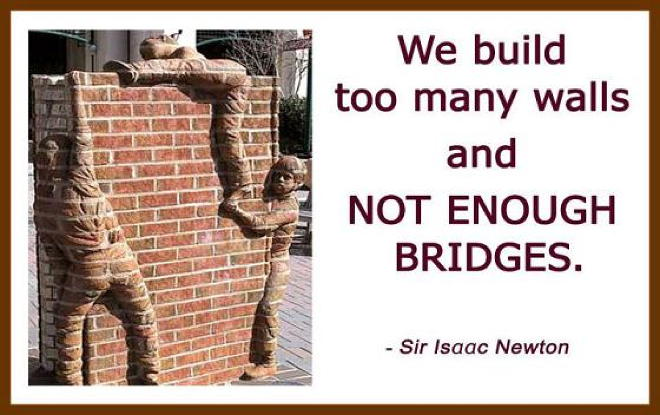 We build
too many walls
and
NOT ENOUGH
BRIDGES.
- Sir Isaac Newton